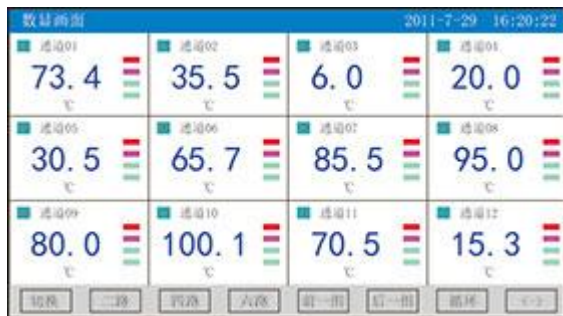 数显画面 2011-7-29 16:20:22
通道01 通道02 通道03 通道04
73.4 35.5 6.0 20.0
℃ ℃ ℃ ℃
通道05 通道06 通道07 通道08
30.5 65.7 85.5 95.0
℃ ℃ ℃ ℃
通道09 通道10 通道11 通道12
80.0 100.1 70.5 15.3
℃ ℃ ℃ ℃
切换 二路 四路 六路 前一组 后一组 循环